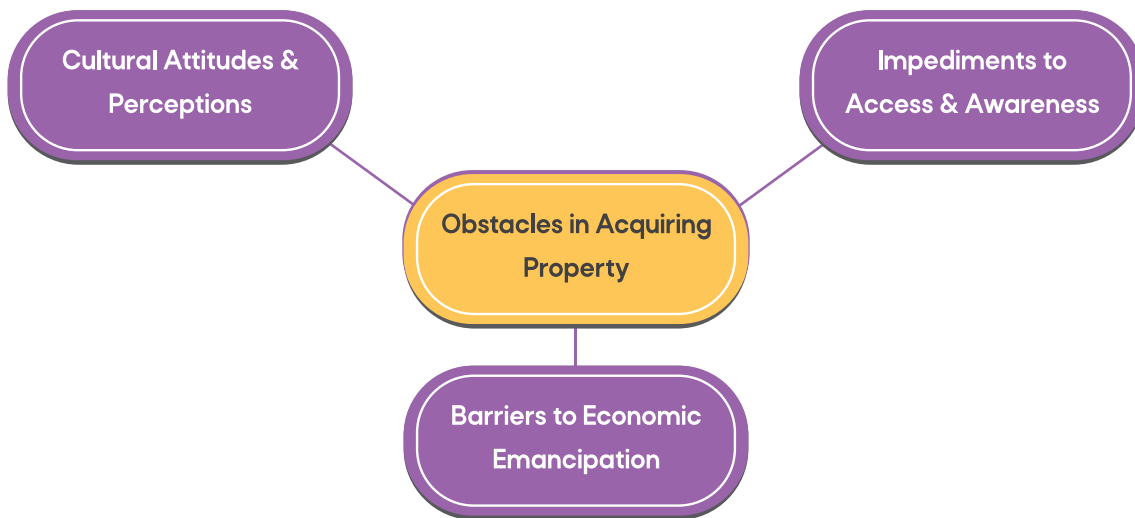 Cultural Attitudes &
Perceptions
Impediments to
Access & Awareness
Obstacles in Acquiring
Property
Barriers to Economic
Emancipation